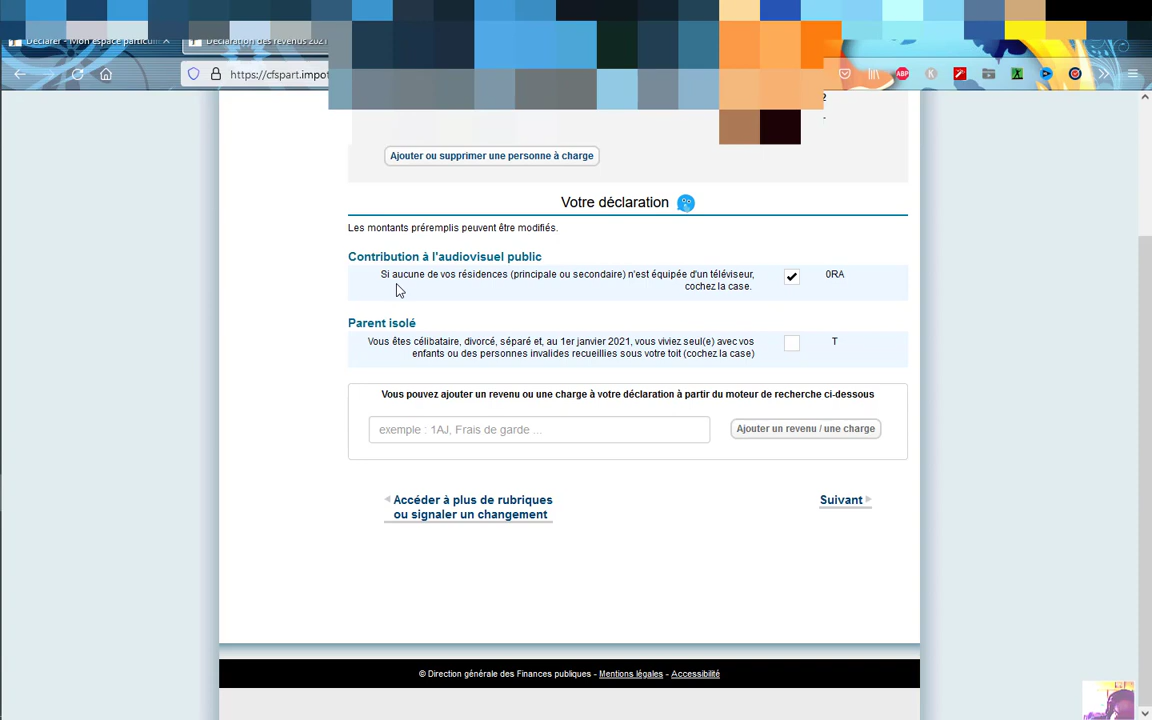 Déclarer - Mon espace particu
Déclaration des revenus 2021
https://cfspart.impot
ABP
K
2
-
Ajouter ou supprimer une personne à charge
Votre déclaration
Les montants préremplis peuvent être modifiés.
Contribution à l'audiovisuel public
Si aucune de vos résidences (principale ou secondaire) n'est équipée d'un téléviseur,
cochez la case.
0RA
Parent isolé
Vous êtes célibataire, divorcé, séparé et, au 1er janvier 2021, vous viviez seul(e) avec vos
enfants ou des personnes invalides recueillies sous votre toit (cochez la case)
T
Vous pouvez ajouter un revenu ou une charge à votre déclaration à partir du moteur de recherche ci-dessous
exemple : 1AJ, Frais de garde ...
Ajouter un revenu / une charge
Accéder à plus de rubriques
ou signaler un changement
Suivant
© Direction générale des Finances publiques - Mentions légales - Accessibilité